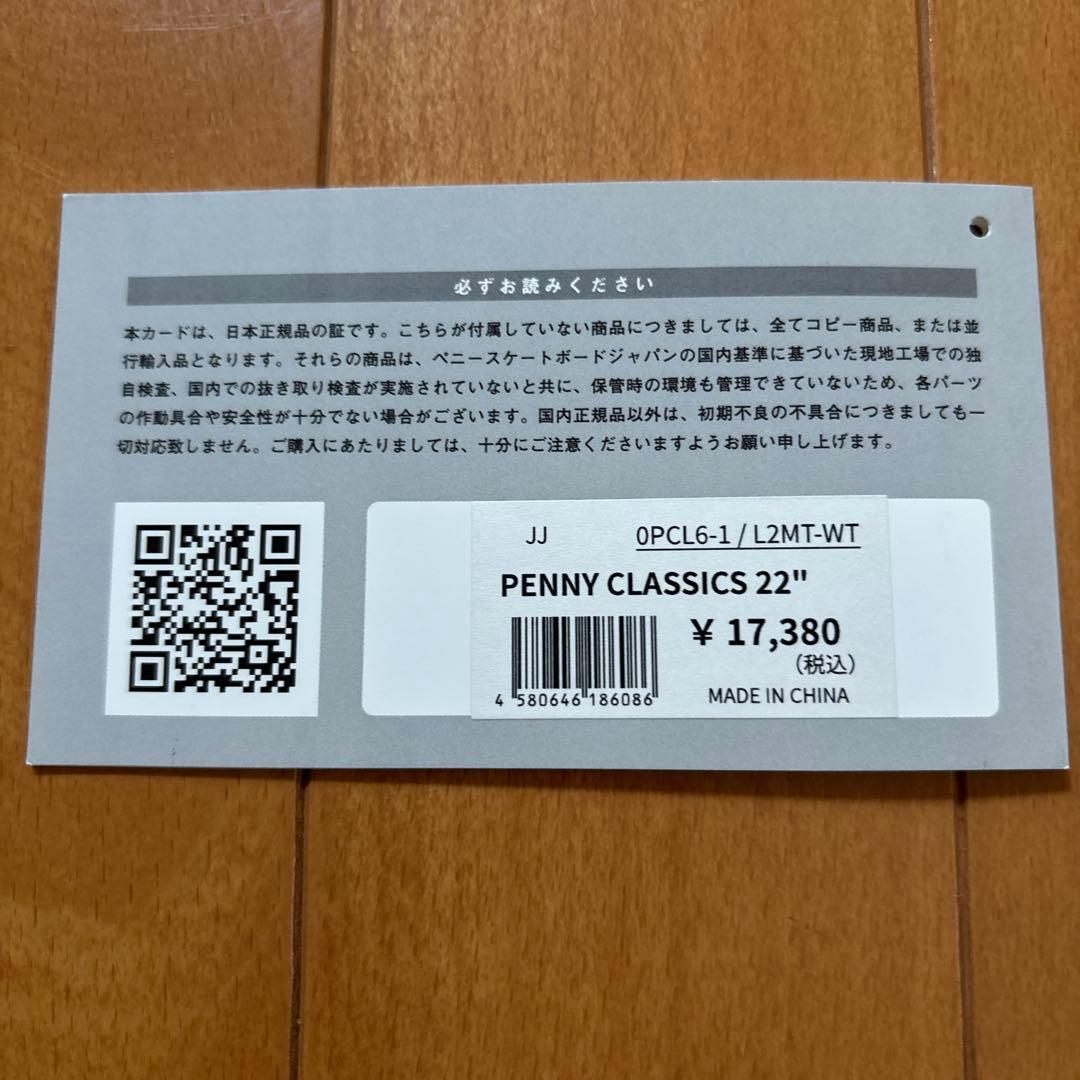 必ずお読みください
本カードは、日本正規品の証です。こちらが付属していない商品につきましては、全てコピー商品、または並
行輸入品となります。それらの商品は、ペニースケートボードジャパンの国内基準に基づいた現地工場での独
自検査、国内での抜き取り検査が実施されていないと共に、保管時の環境も管理できていないため、各パーツ
の作動具合や安全性が十分でない場合がございます。国内正規品以外は、初期不良の不具合につきましても一
切対応致しません。ご購入にあたりましては、十分にご注意くださいますようお願い申し上げます。
JJ 0PCL6-1 / L2MT-WT
PENNY CLASSICS 22"
¥ 17,380
(税込)
4 580646 186086 MADE IN CHINA